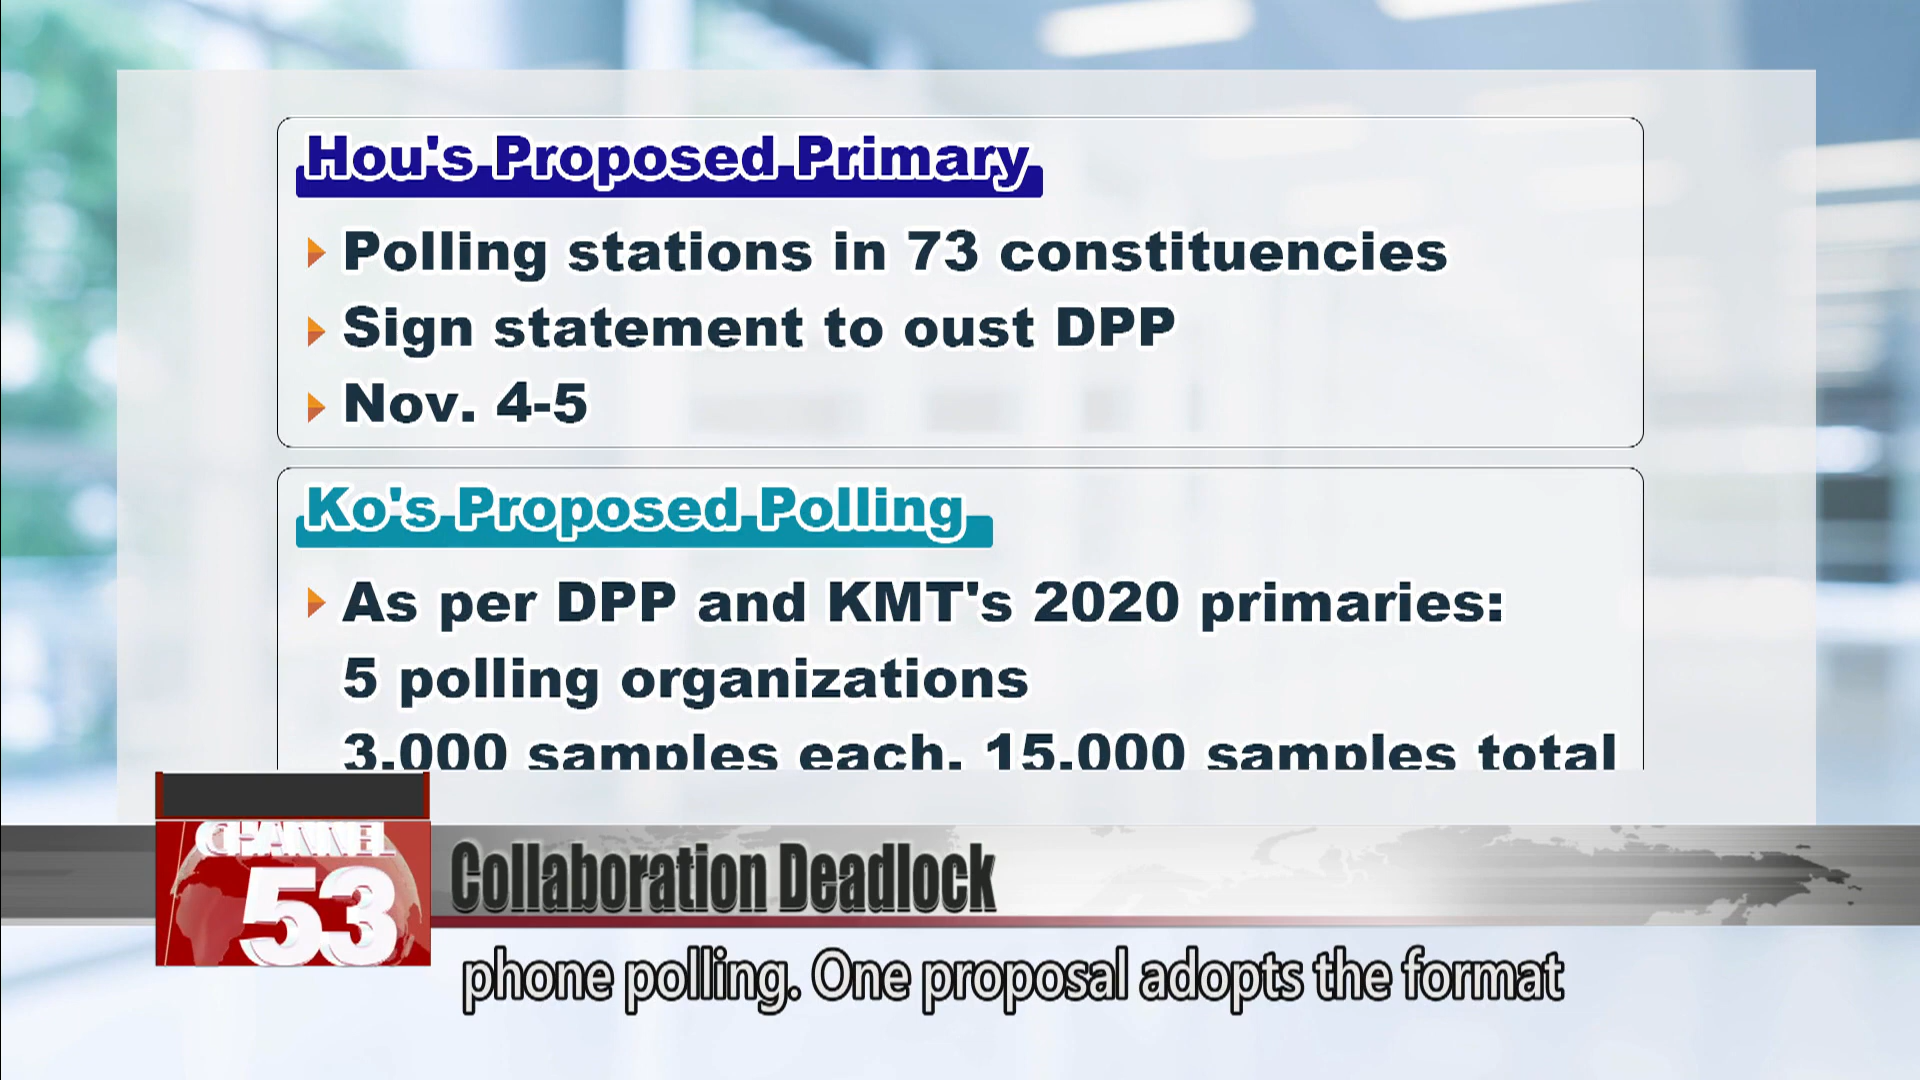 Hou's Proposed Primary
Polling stations in 73 constituencies
Sign statement to oust DPP
Nov. 4-5
Ko's Proposed Polling
As per DPP and KMT's 2020 primaries:
5 polling organizations
3,000 samples each, 15,000 samples total
CHANNEL
53
Collaboration Deadlock
phone polling. One proposal adopts the format